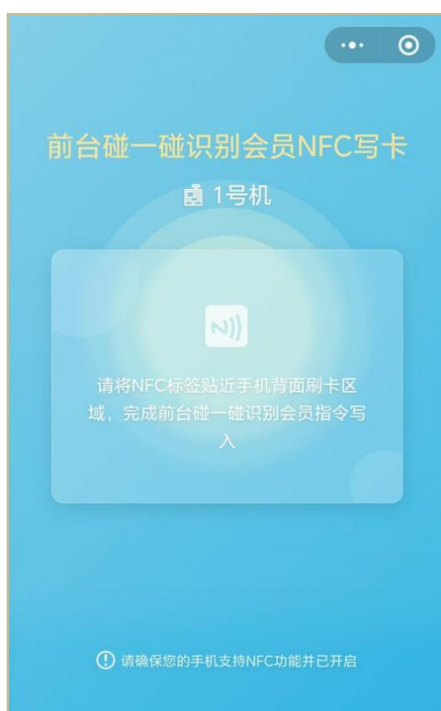 前台碰一碰识别会员NFC写卡
1号机
请将NFC标签贴近手机背面刷卡区
域，完成前台碰一碰识别会员指令写
入
请确保您的手机支持NFC功能并已开启